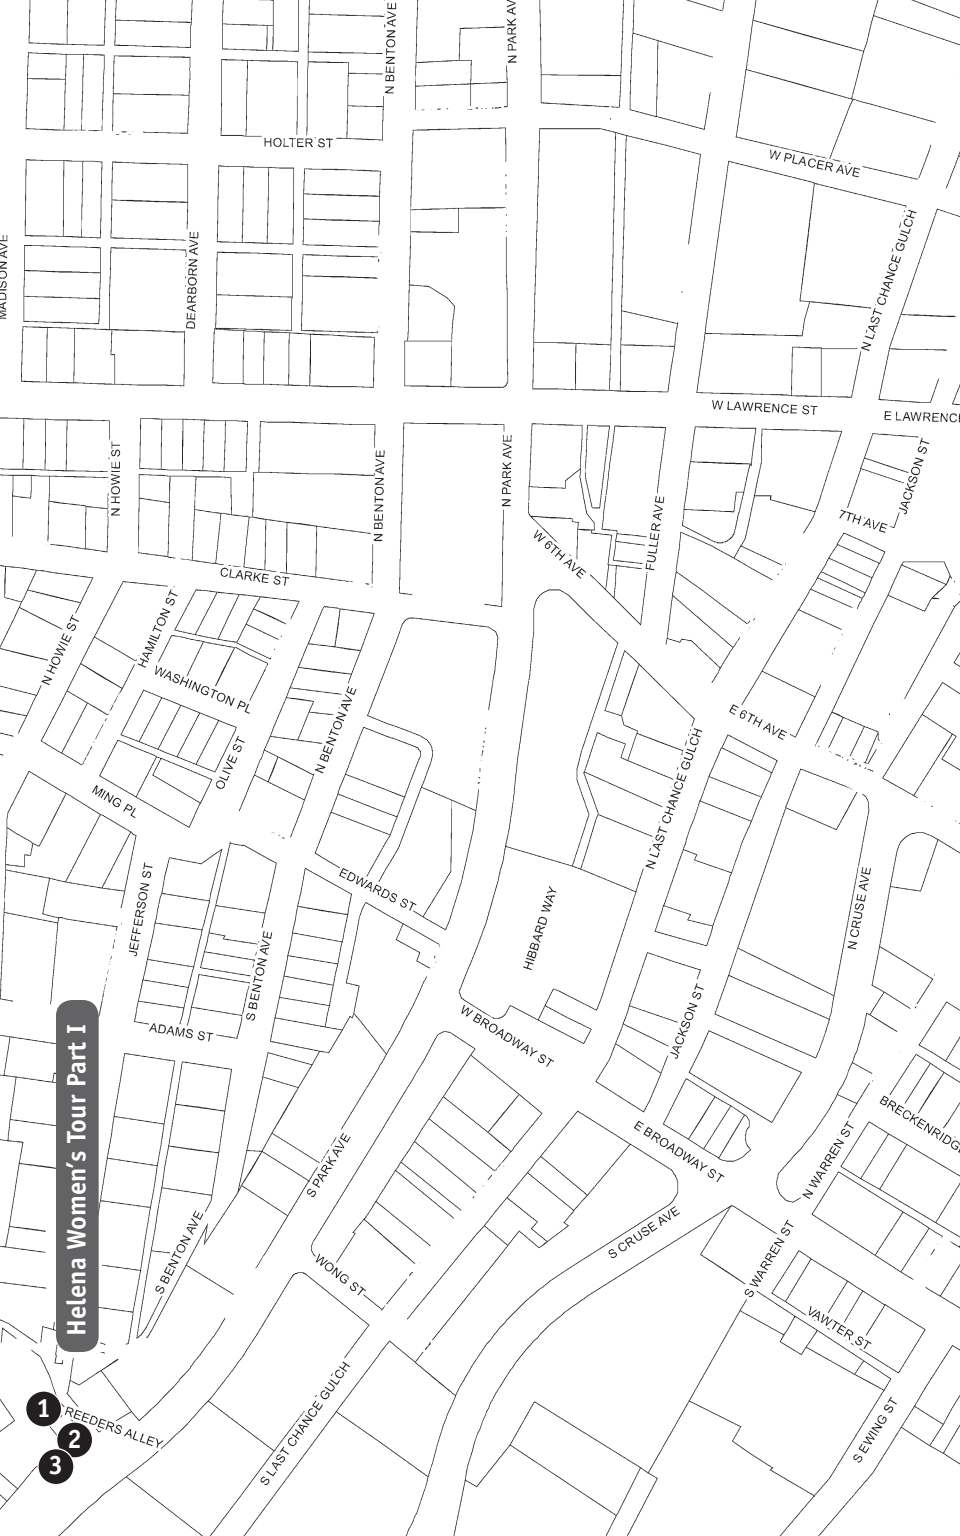 N BENTON AVE
N PARK AV
HOLTER ST
W PLACER AVE
MADISON AVE
DEARBORN AVE
N LAST CHANCE GULCH
W LAWRENCE ST
E LAWRENC
N HOWIE ST
N BENTON AVE
N PARK AVE
JACKSON ST
7TH AVE
FULLER AVE
W 6TH AVE
CLARKE ST
HAMILTON ST
N HOWIE ST
WASHINGTON PL
N BENTON AVE
E 6TH AVE
OLIVE ST
N LAST CHANCE GULCH
MING PL
EDWARDS ST
JEFFERSON ST
N CRUSE AVE
HIBBARD WAY
S BENTON AVE
ADAMS ST
W BROADWAY ST
JACKSON ST
Helena Women's Tour Part I
BRECKENRIDG
E BROADWAY ST
N WARREN ST
S PARK AVE
S BENTON AVE
S CRUSE AVE
S WARREN ST
WONG ST
VAWTER ST
S LAST CHANCE GULCH
S EWING ST
1
REEDERS ALLEY
2
3